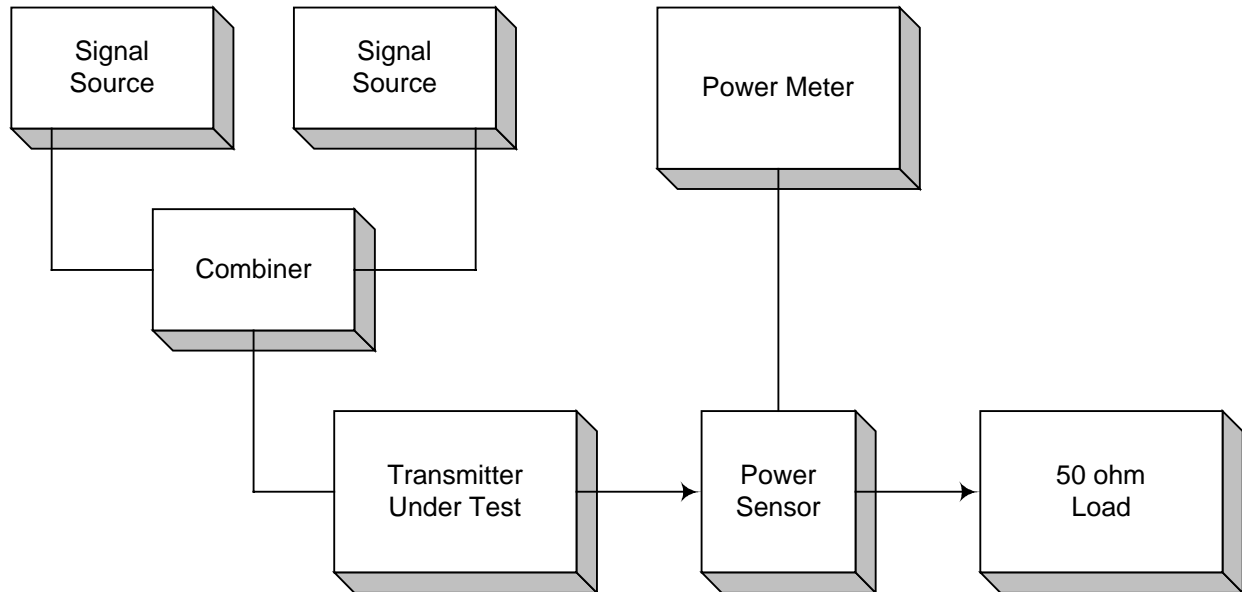 Signal
Source
Signal
Source
Power Meter
Combiner
Transmitter
Under Test
Power
Sensor
50 ohm
Load